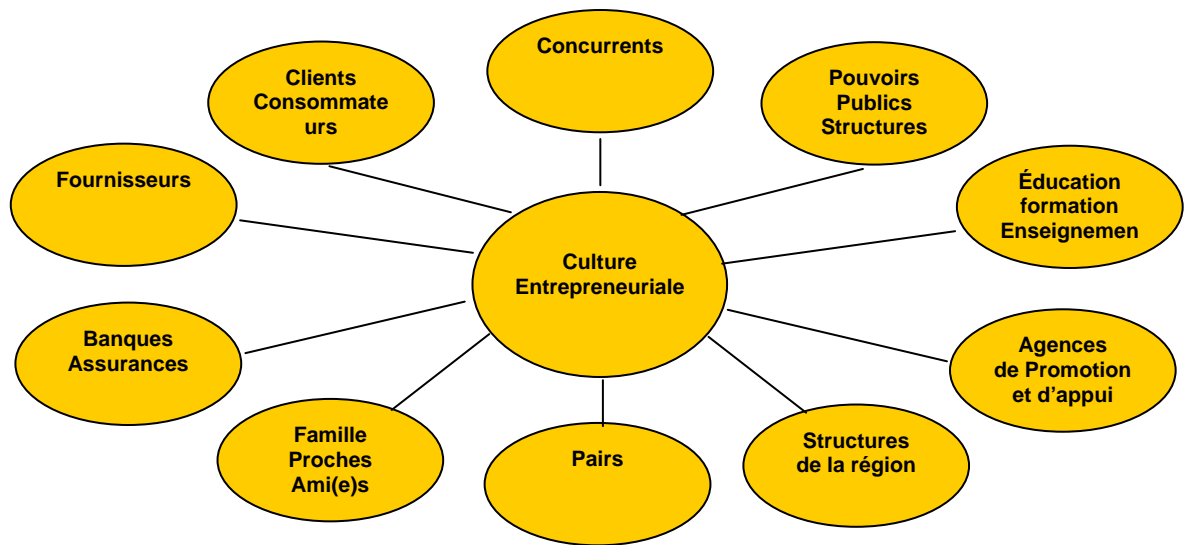 Concurrents
Clients
Consommate
urs
Pouvoirs
Publics
Structures
Fournisseurs
Éducation
formation
Enseignemen
Culture
Entrepreneuriale
Banques
Assurances
Agences
de Promotion
et d'appui
Famille
Proches
Ami(e)s
Pairs
Structures
de la région